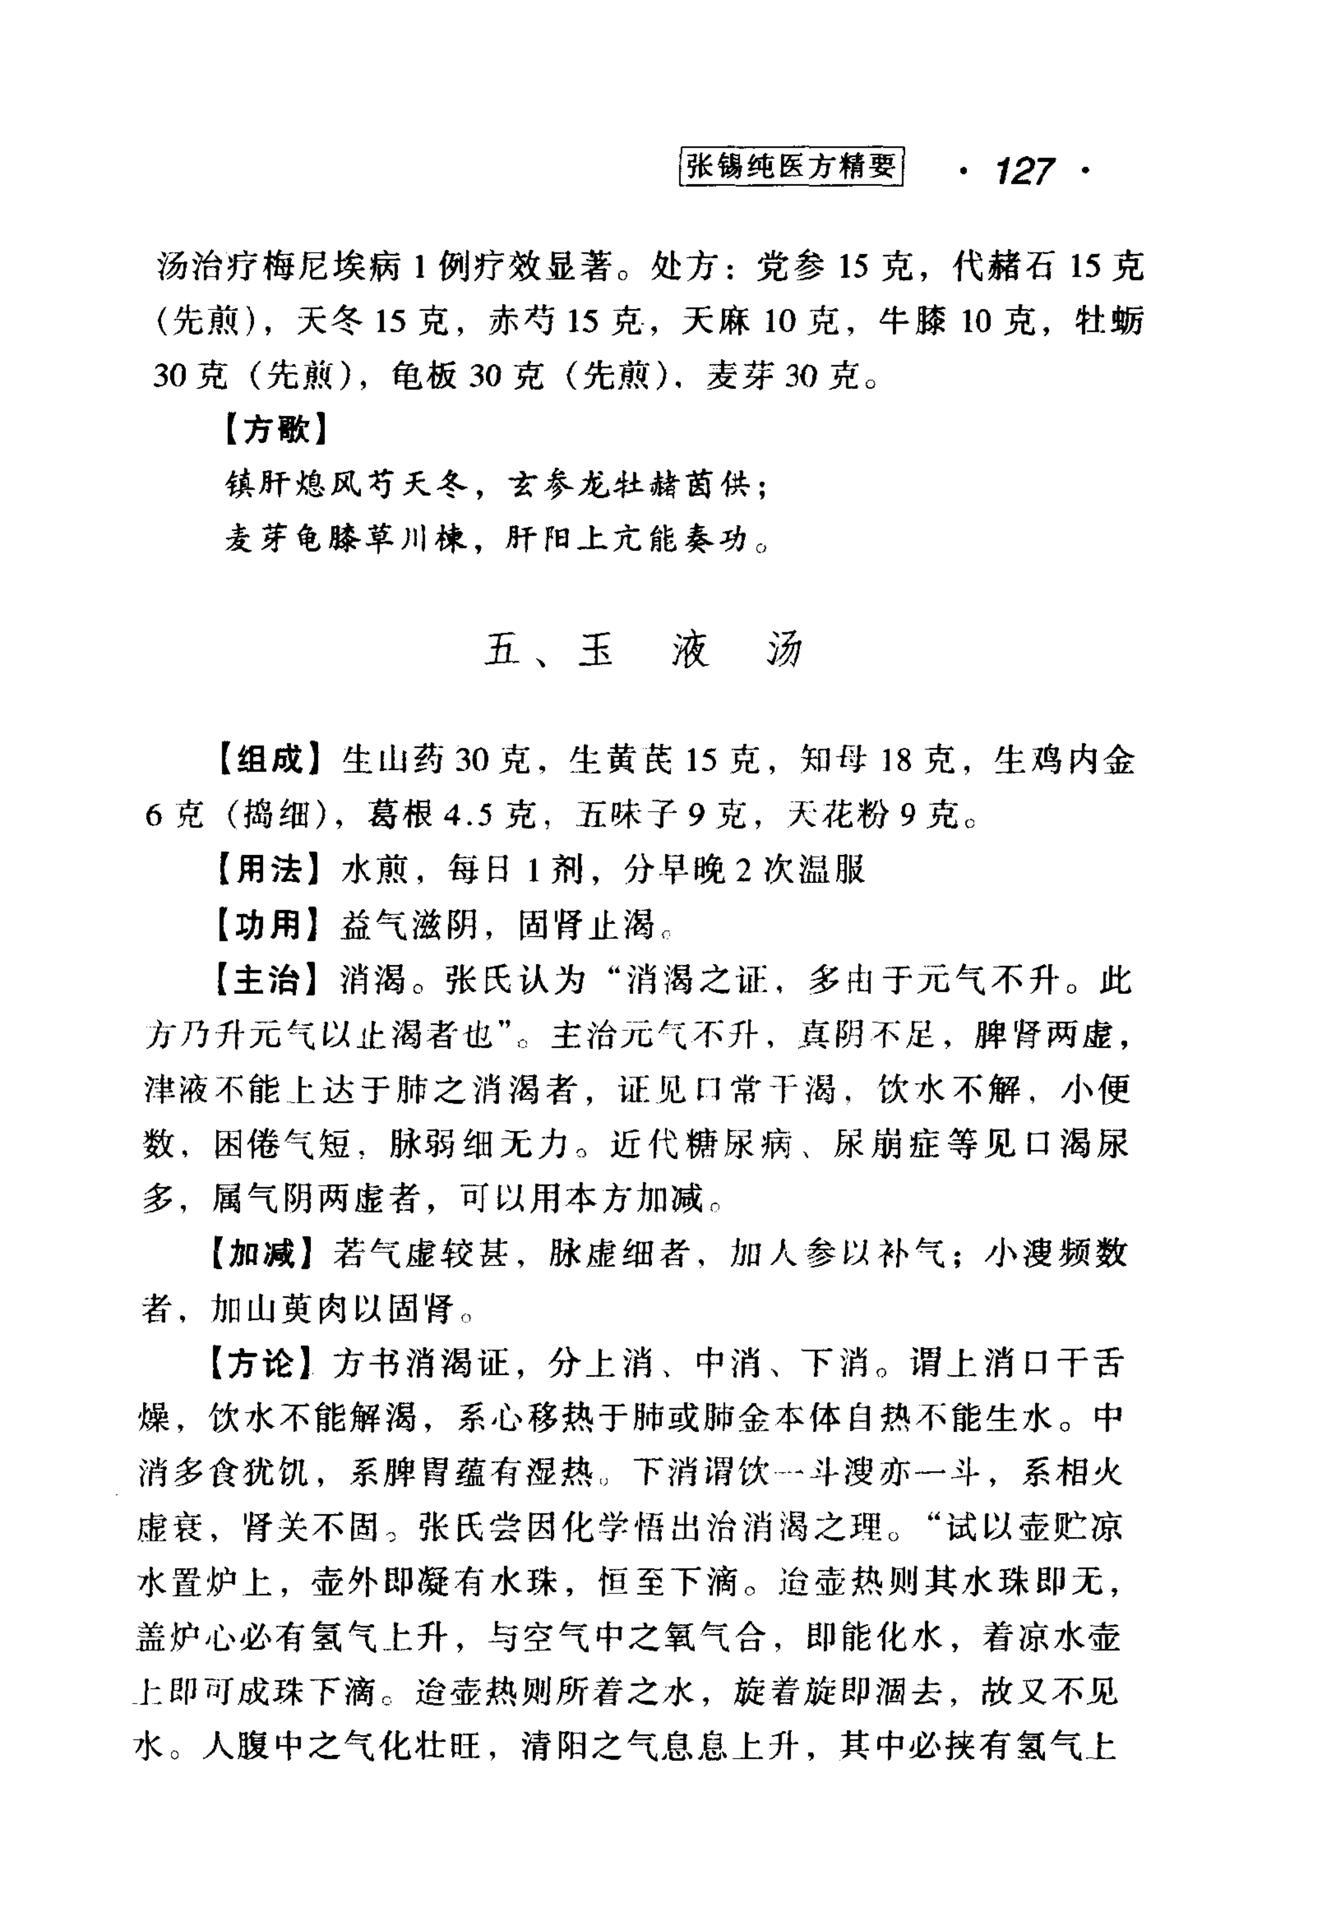 张锡纯医方精要 · 127 ·
汤治疗梅尼埃病1例疗效显著。处方：党参15克，代赭石15克
（先煎），天冬15克，赤芍15克，天麻10克，牛膝10克，牡蛎
30克（先煎），龟板30克（先煎），麦芽30克。
【方歌】
镇肝熄风芍天冬，玄参龙牡赭茵供；
麦芽龟膝草川楝，肝阳上亢能奏功。
五、玉液汤
【组成】生山药30克，生黄芪15克，知母18克，生鸡内金
6克（捣细），葛根4.5克，五味子9克，天花粉9克。
【用法】水煎，每日1剂，分早晚2次温服
【功用】益气滋阴，固肾止渴。
【主治】消渴。张氏认为“消渴之证，多由于元气不升。此
方乃升元气以止渴者也”。主治元气不升，真阴不足，脾肾两虚，
津液不能上达于肺之消渴者，证见口常干渴，饮水不解，小便
数，困倦气短，脉弱细无力。近代糖尿病、尿崩症等见口渴尿
多，属气阴两虚者，可以用本方加减。
【加减】若气虚较甚，脉虚细者，加人参以补气；小溲频数
者，加山萸肉以固肾。
【方论】方书消渴证，分上消、中消、下消。谓上消口干舌
燥，饮水不能解渴，系心移热于肺或肺金本体自热不能生水。中
消多食犹饥，系脾胃蕴有湿热。下消谓饮一斗溲亦一斗，系相火
虚衰，肾关不固。张氏尝因化学悟出治消渴之理。“试以壶贮凉
水置炉上，壶外即凝有水珠，恒至下滴。迨壶热则其水珠即无，
盖炉心必有氢气上升，与空气中之氧气合，即能化水，着凉水壶
上即可成珠下滴。迨壶热则所着之水，旋着旋即涸去，故又不见
水。人腹中之气化壮旺，清阳之气息息上升，其中必挟有氢气上